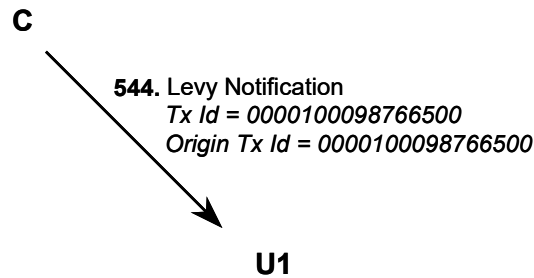 C
544. Levy Notification
Tx Id = 0000100098766500
Origin Tx Id = 0000100098766500
U1